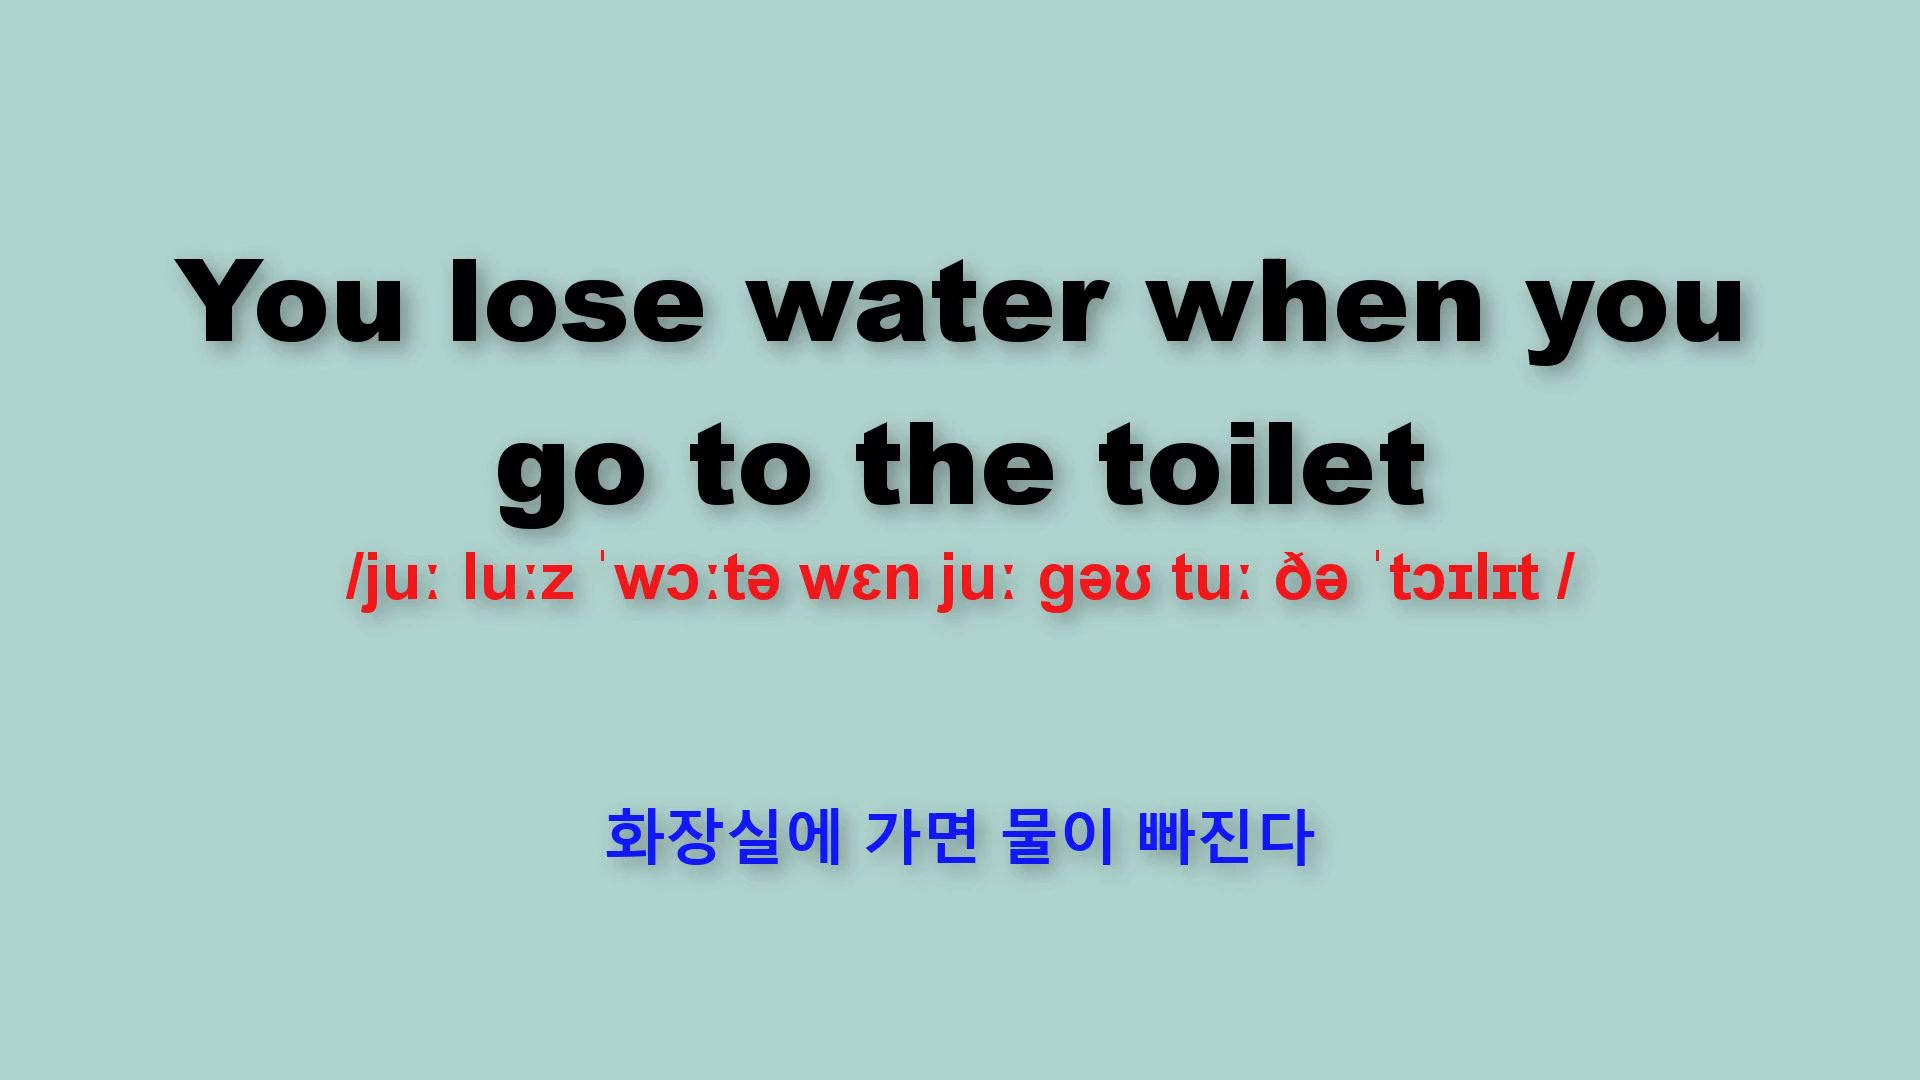 You lose water when you
go to the toilet
/juː luːz ˈwɔːtə wɛn juː gəʊ tuː ðə ˈtɔɪlɪt /
화장실에 가면 물이 빠진다